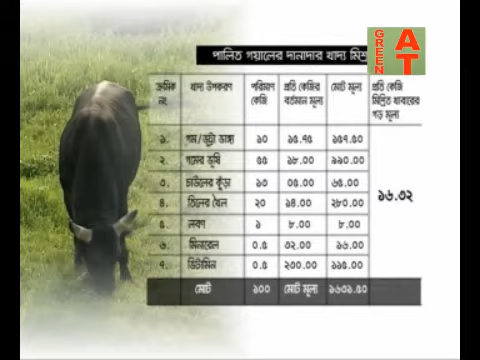 পালিত গয়ালের দানাদার খাদ্য মিশ্র
GREEN AT
ক্রমিক নং. খাদ্য উপকরণ পরিমাণ কেজি প্রতি কেজির বর্তমান মূল্য মোট মূল্য প্রতি কেজি মিশ্রিত খাবারের গড় মূল্য
১. গম/ভুট্টা ভাঙ্গা ১০ ১৫.৭৫ ১৫৭.৫০
২. গমের ভূষি ৫৫ ১৮.০০ ৯৯০.০০
৩. চাউলের কুঁড়া ১৩ ০৫.০০ ৬৫.০০
১৬.৩২
৪. তিলের খৈল ২০ ১৪.০০ ২৮০.০০
৫. লবণ ১ ৮.০০ ৮.০০
৬. মিনারেল ০.৫ ৩২.০০ ১৬.০০
৭. ভিটামিন ০.৫ ২৩০.০০ ১১৫.০০
মোট ১০০ মোট মূল্য ১৬৩১.৫০